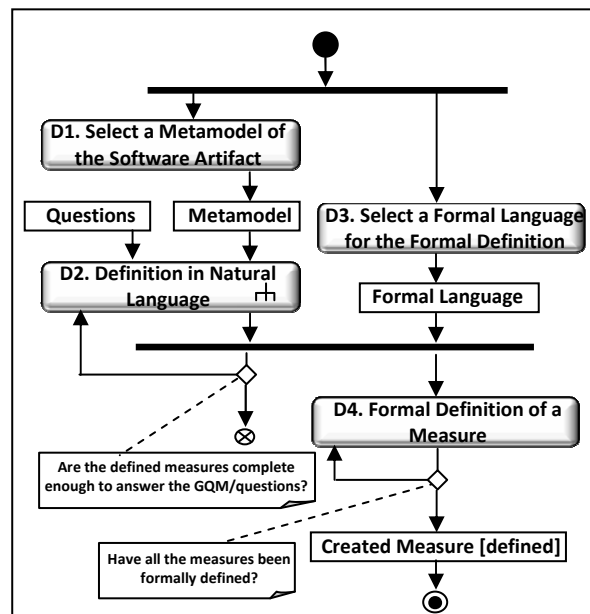 D1. Select a Metamodel of
the Software Artifact
Questions
Metamodel
D3. Select a Formal Language
for the Formal Definition
D2. Definition in Natural
Language
Formal Language
D4. Formal Definition of a
Measure
Are the defined measures complete
enough to answer the GQM/questions?
Have all the measures been
formally defined?
Created Measure [defined]